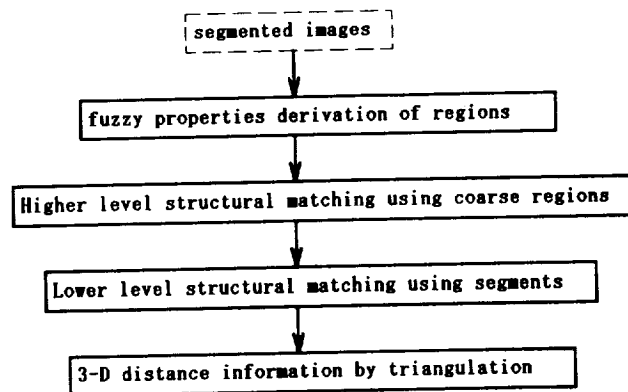 segmented images
fuzzy properties derivation of regions
Higher level structural matching using coarse regions
Lower level structural matching using segments
3-D distance information by triangulation